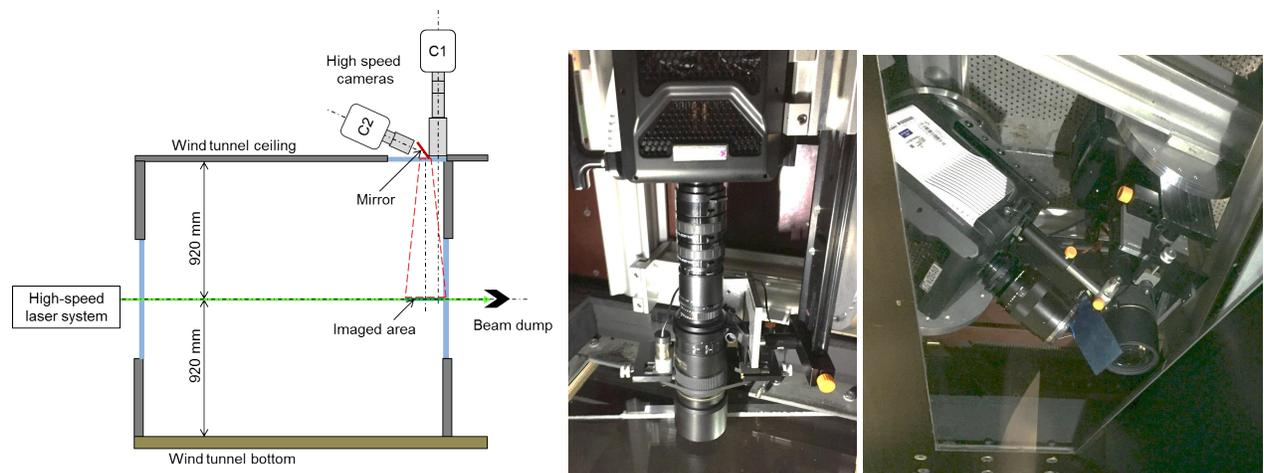 C1
High speed
cameras
C2
Wind tunnel ceiling
Mirror
920 mm
High-speed
laser system
Imaged area
Beam dump
920 mm
Wind tunnel bottom